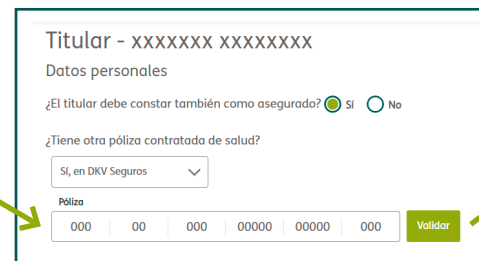 Titular - xxxxxxx xxxxxxxx
Datos personales
¿El titular debe constar también como asegurado? Sí No
¿Tiene otra póliza contratada de salud?
Sí, en DKV Seguros
Póliza
000 00 000 00000 00000 000 Validar